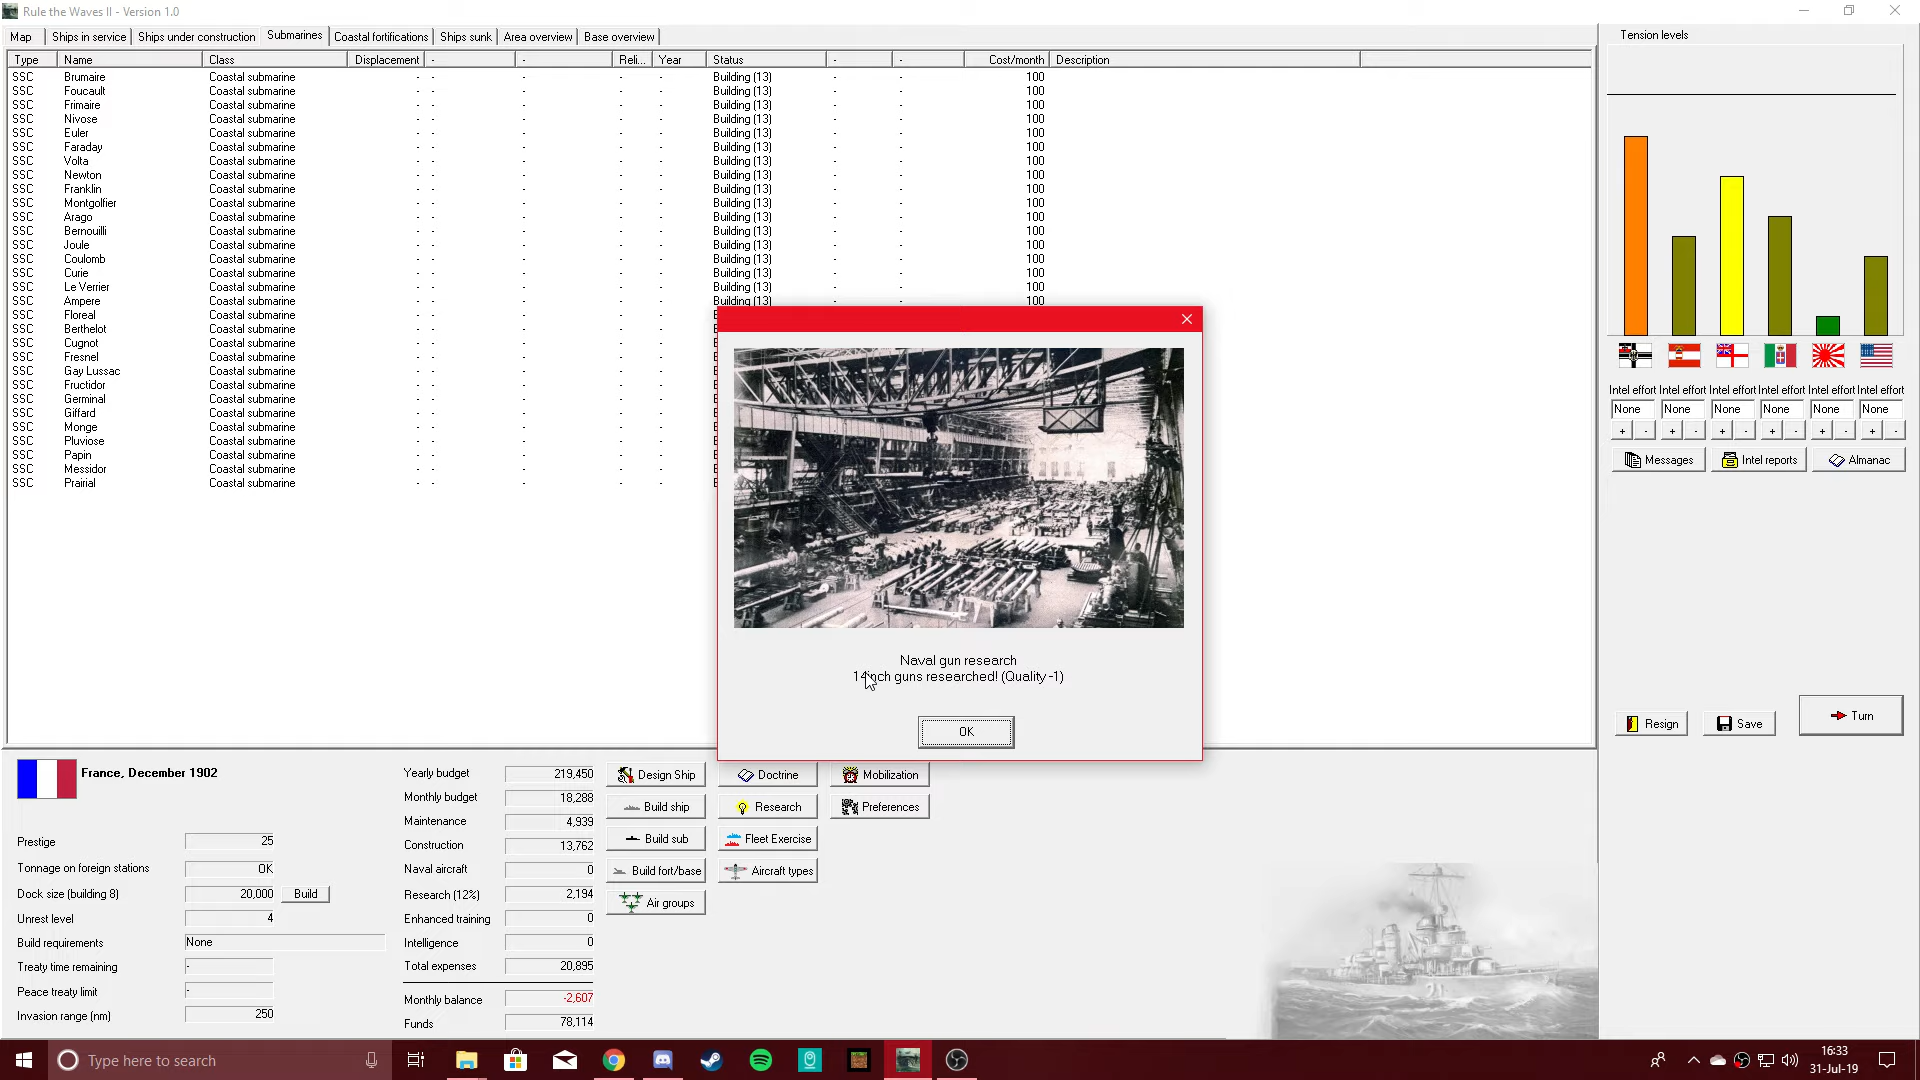 Rule the Waves II - Version 1.0
Map Ships in service Ships under construction Submarines Coastal fortifications Ships sunk Area overview Base overview
Type Name Class Displacement - - Reli... Year Status - - Cost/month Description
SSC Brumaire Coastal submarine - - - - - Building (13) - - 100
SSC Foucault Coastal submarine - - - - - Building (13) - - 100
SSC Frimaire Coastal submarine - - - - - Building (13) - - 100
SSC Nivose Coastal submarine - - - - - Building (13) - - 100
SSC Euler Coastal submarine - - - - - Building (13) - - 100
SSC Faraday Coastal submarine - - - - - Building (13) - - 100
SSC Volta Coastal submarine - - - - - Building (13) - - 100
SSC Newton Coastal submarine - - - - - Building (13) - - 100
SSC Franklin Coastal submarine - - - - - Building (13) - - 100
SSC Montgolfier Coastal submarine - - - - - Building (13) - - 100
SSC Arago Coastal submarine - - - - - Building (13) - - 100
SSC Bernouilli Coastal submarine - - - - - Building (13) - - 100
SSC Joule Coastal submarine - - - - - Building (13) - - 100
SSC Coulomb Coastal submarine - - - - - Building (13) - - 100
SSC Curie Coastal submarine - - - - - Building (13) - - 100
SSC Le Verrier Coastal submarine - - - - - Building (13) - - 100
SSC Ampere Coastal submarine - - - - - Building (13) - - 100
SSC Floreal Coastal submarine - - - - -
SSC Berthelot Coastal submarine - - - - -
SSC Cugnot Coastal submarine - - - - -
SSC Fresnel Coastal submarine - - - - -
SSC Gay Lussac Coastal submarine - - - - -
SSC Fructidor Coastal submarine - - - - -
SSC Germinal Coastal submarine - - - - -
SSC Giffard Coastal submarine - - - - -
SSC Monge Coastal submarine - - - - -
SSC Pluviose Coastal submarine - - - - -
SSC Papin Coastal submarine - - - - -
SSC Messidor Coastal submarine - - - - -
SSC Prairial Coastal submarine - - - - -
Naval gun research
14 inch guns researched! (Quality -1)
OK
Tension levels
Intel effort Intel effort Intel effort Intel effort Intel effort Intel effort
None None None None None None
+ - + - + - + - + - + -
Messages Intel reports Almanac
Resign Save Turn
France, December 1902
Prestige 25
Tonnage on foreign stations OK
Dock size (building 8) 20,000 Build
Unrest level 4
Build requirements None
Treaty time remaining -
Peace treaty limit -
Invasion range (nm) 250
Yearly budget 219,450
Monthly budget 18,288
Maintenance 4,939
Construction 13,762
Naval aircraft 0
Research (12%) 2,194
Enhanced training 0
Intelligence 0
Total expenses 20,895
Monthly balance -2,607
Funds 78,114
Design Ship Doctrine Mobilization
Build ship Research Preferences
Build sub Fleet Exercise
Build fort/base Aircraft types
Air groups
21
Type here to search
16:33
31-Jul-19